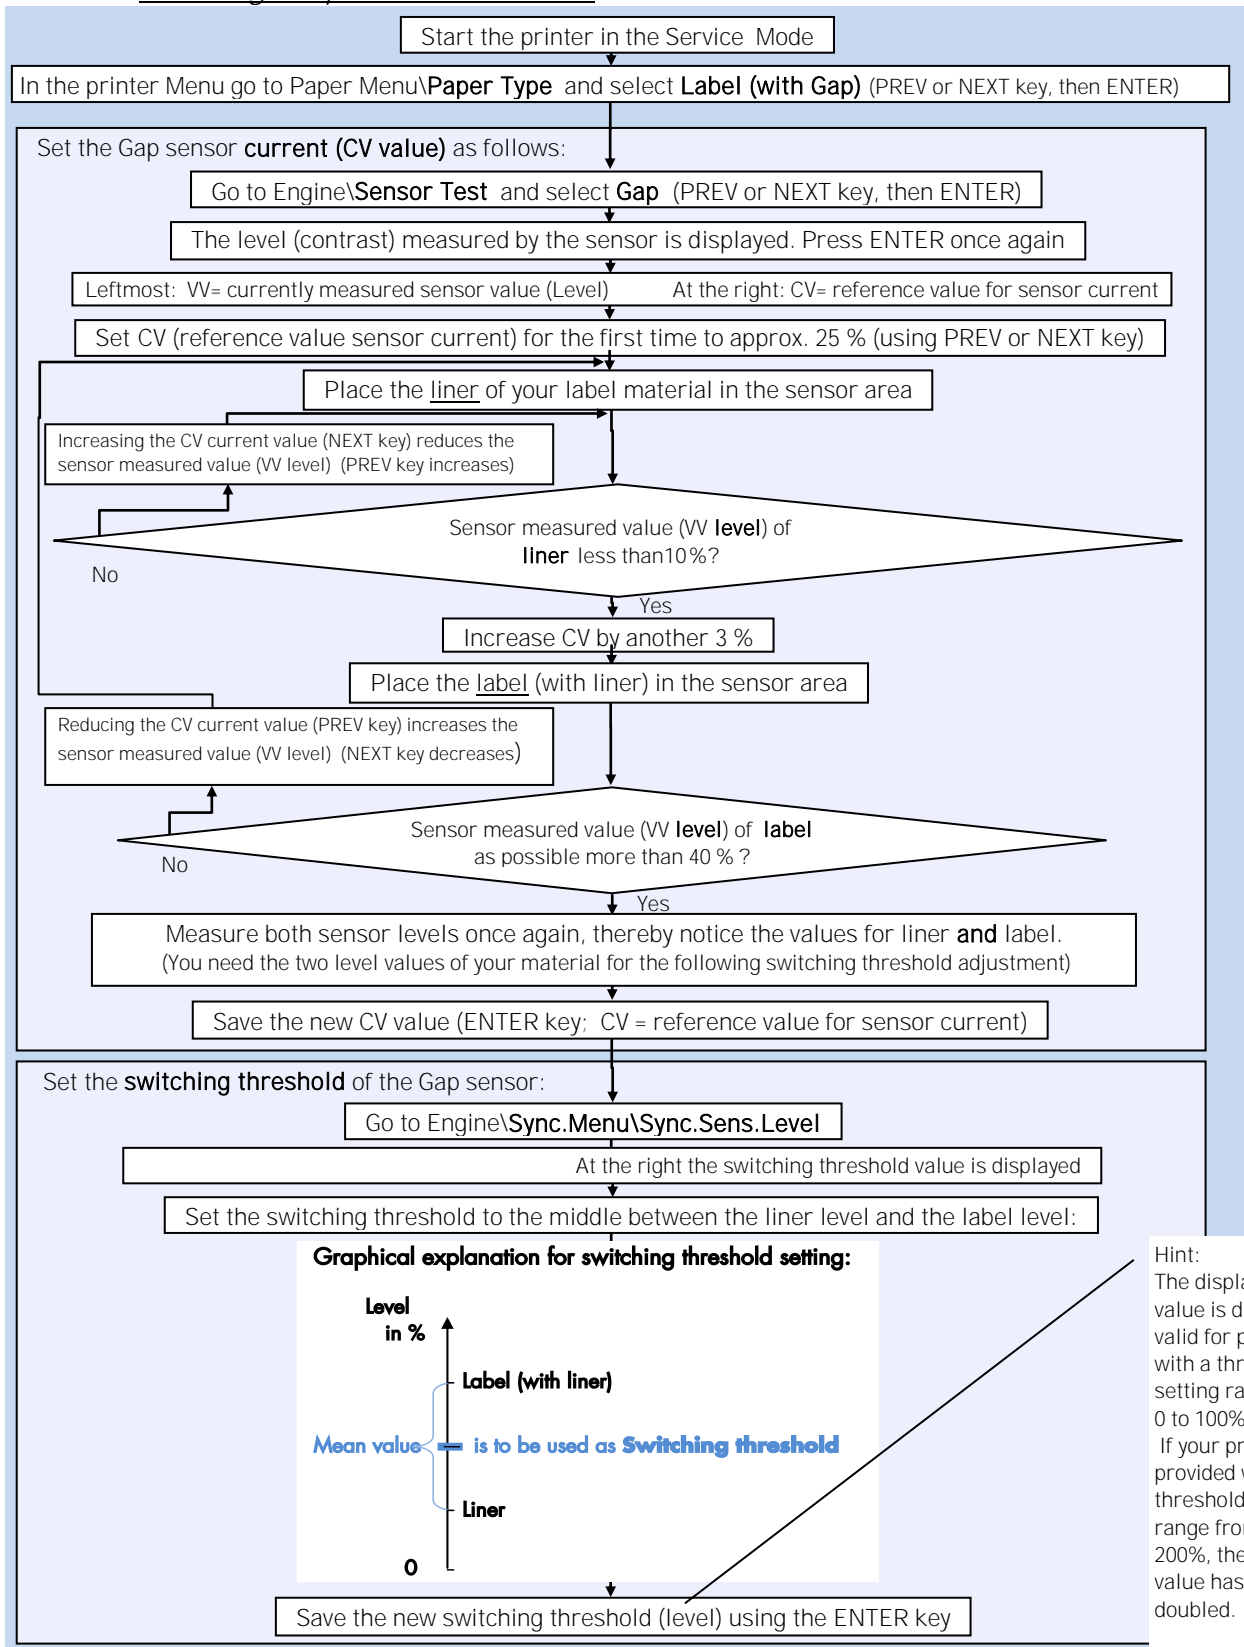 Start the printer in the Service Mode
In the printer Menu go to Paper Menu\Paper Type and select Label (with Gap) (PREV or NEXT key, then ENTER)
Set the Gap sensor current (CV value) as follows:
Go to Engine\Sensor Test and select Gap (PREV or NEXT key, then ENTER)
The level (contrast) measured by the sensor is displayed. Press ENTER once again
Leftmost: VV= currently measured sensor value (Level) At the right: CV= reference value for sensor current
Set CV (reference value sensor current) for the first time to approx. 25 % (using PREV or NEXT key)
Place the liner of your label material in the sensor area
Increasing the CV current value (NEXT key) reduces the
sensor measured value (VV level) (PREV key increases)
Sensor measured value (VV level) of
liner less than10%?
No
Yes
Increase CV by another 3 %
Place the label (with liner) in the sensor area
Reducing the CV current value (PREV key) increases the
sensor measured value (VV level) (NEXT key decreases)
Sensor measured value (VV level) of label
as possible more than 40 % ?
No
Yes
Measure both sensor levels once again, thereby notice the values for liner and label.
(You need the two level values of your material for the following switching threshold adjustment)
Save the new CV value (ENTER key; CV = reference value for sensor current)
Set the switching threshold of the Gap sensor:
Go to Engine\Sync.Menu\Sync.Sens.Level
At the right the switching threshold value is displayed
Set the switching threshold to the middle between the liner level and the label level:
Graphical explanation for switching threshold setting:
Level
in %
Label (with liner)
Mean value is to be used as Switching threshold
Liner
0
Save the new switching threshold (level) using the ENTER key
Hint:
The
value is
valid for
with a
setting
0 to 100%
If your
provided
threshold
range
200%, the
value has
doubled.